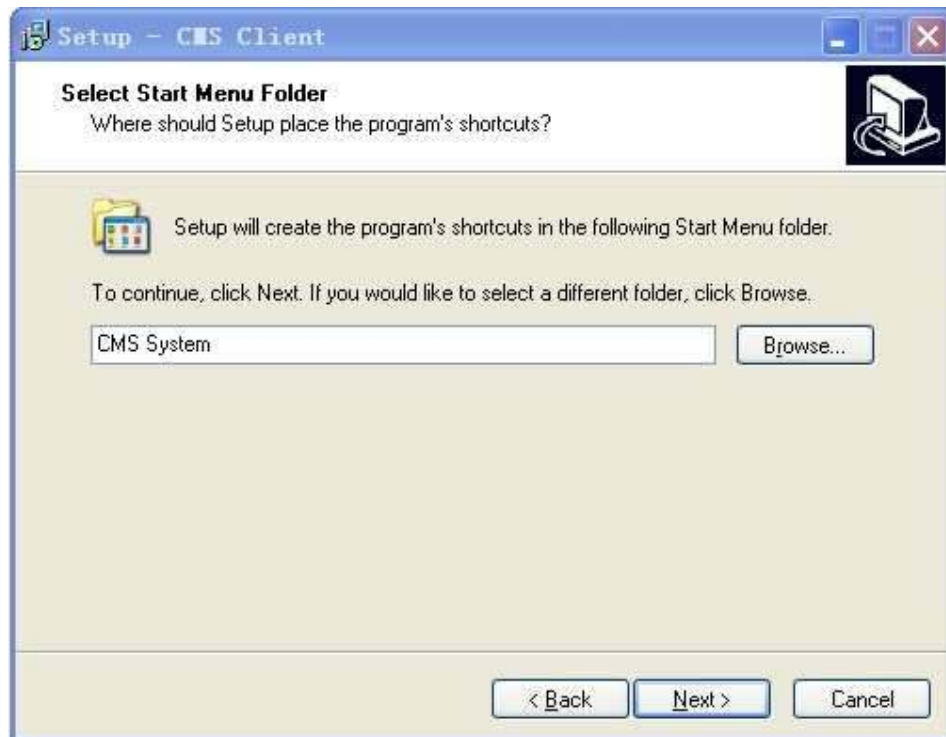 Setup - CMS Client
Select Start Menu Folder
Where should Setup place the program's shortcuts?
Setup will create the program's shortcuts in the following Start Menu folder.
To continue, click Next. If you would like to select a different folder, click Browse.
CMS System
Browse...
< Back
Next >
Cancel